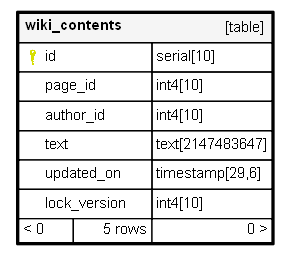 wiki_contents [table]
id serial[10]
page_id int4[10]
author_id int4[10]
text text[2147483647]
updated_on timestamp[29,6]
lock_version int4[10]
< 0 5 rows 0 >